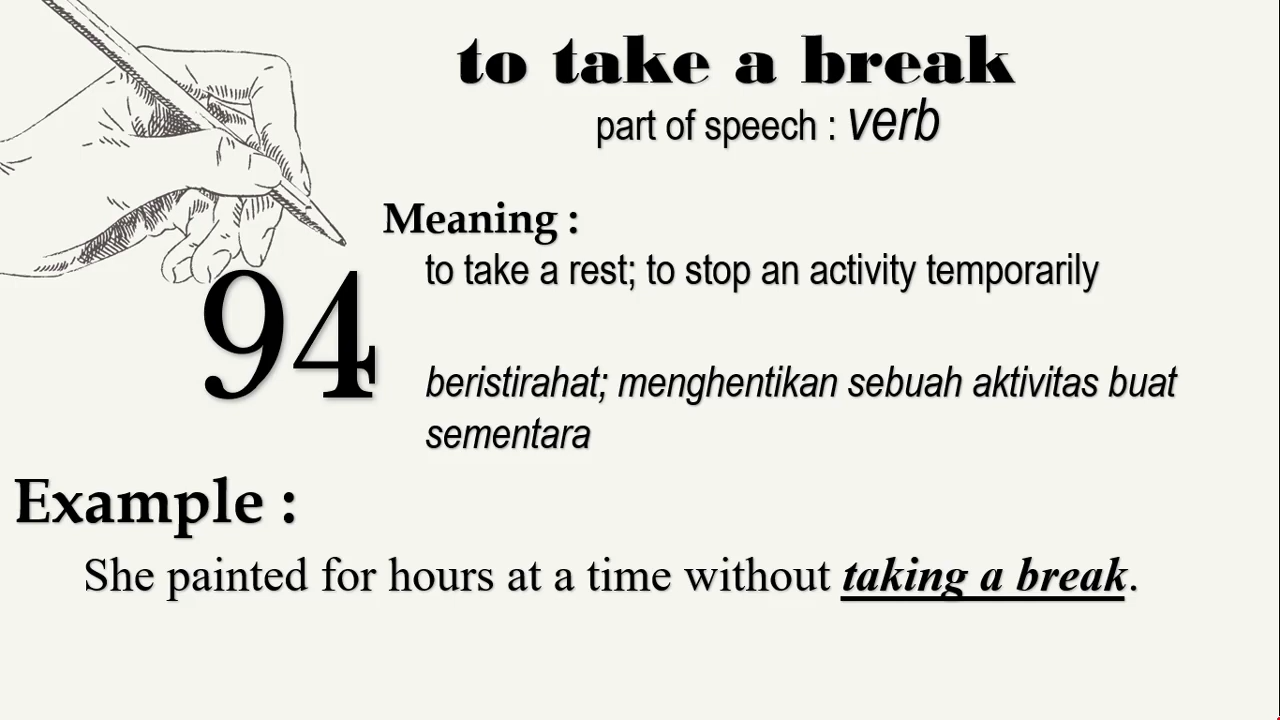 to take a break
part of speech : verb
Meaning :
to take a rest; to stop an activity temporarily
94
beristirahat; menghentikan sebuah aktivitas buat
sementara
Example :
She painted for hours at a time without taking a break.